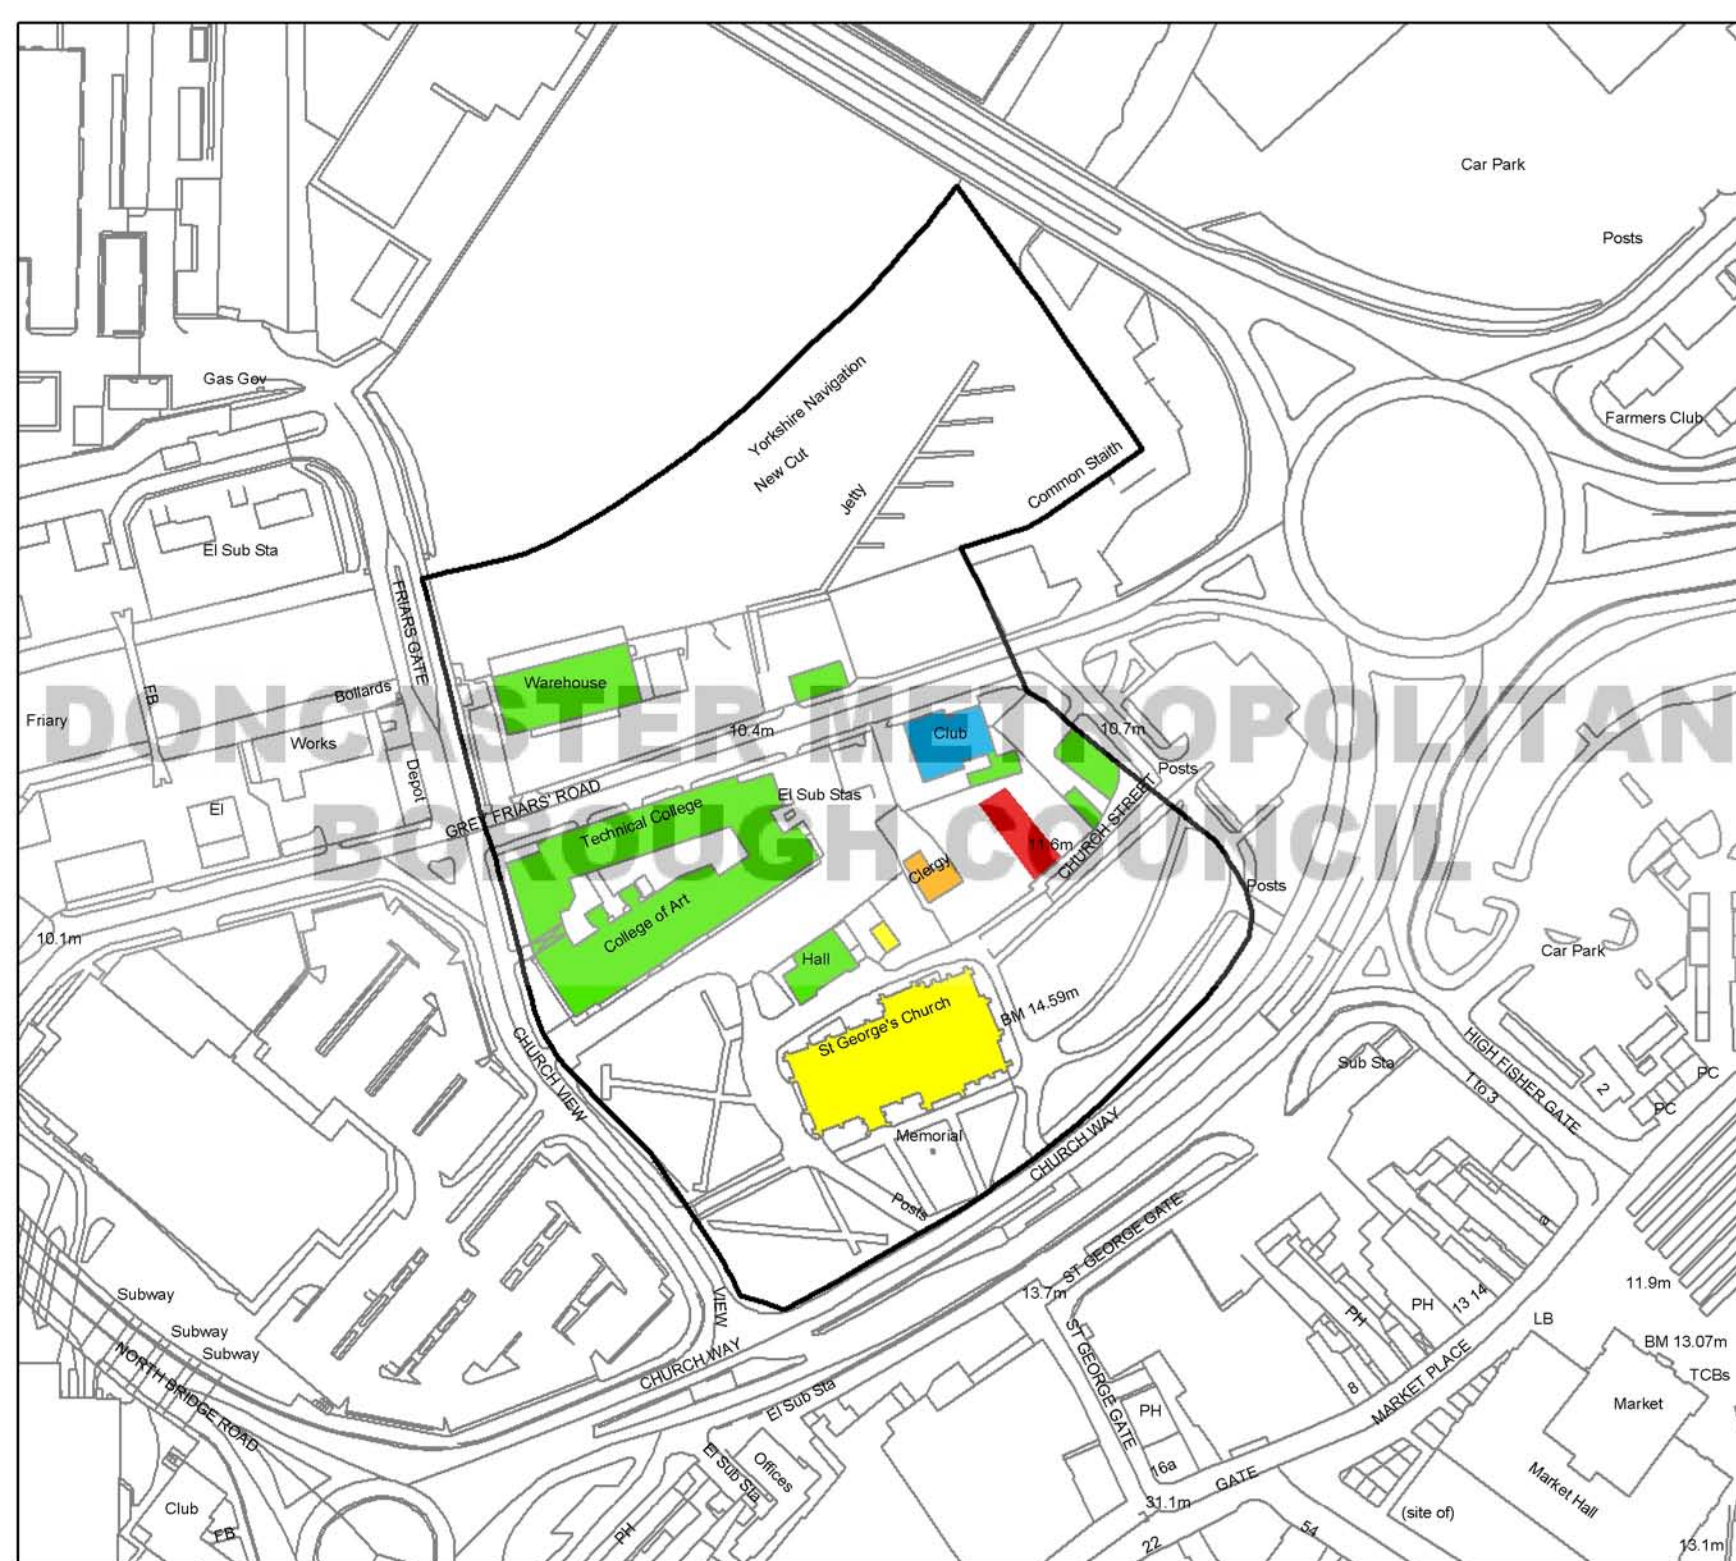 Car Park
Posts
Gas Gov
Yorkshire Navigation
New Cut
Jetty
Common Staith
Farmers Club
El Sub Sta
FRIARS GATE
Warehouse
Bollards
FB
Friary
Works
Depot
El
10.4m
Club
10.7m
Posts
DONCASTER METROPOLITAN
BOROUGH COUNCIL
GREY FRIARS' ROAD
Technical College
El Sub Stas
College of Art
Clergy
11.6m
CHURCH STREET
Posts
10.1m
Hall
Car Park
St George's Church
BM 14.59m
CHURCH VIEW
Sub Sta
HIGH FISHER GATE
1 to 3
2
PC
PC
Memorial
Posts
CHURCH WAY
ST GEORGE GATE
13.7m
8
11.9m
Subway
Subway
Subway
VIEW
PH
PH
13 14
LB
BM 13.07m
TCBs
NORTH BRIDGE ROAD
CHURCH WAY
ST GEORGE GATE
8
MARKET PLACE
Market
El Sub Sta
PH
El Sub Sta
Offices
16a
GATE
Market Hall
31.1m
(site of)
Club
FB
PH
22
54
13.1m